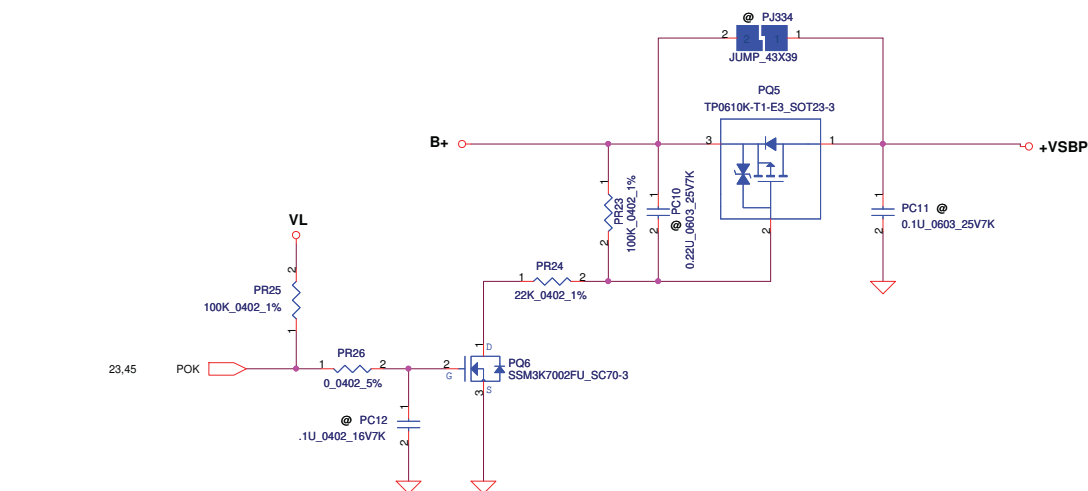 @ PJ334
2 2 1 1
JUMP_43X39
PQ5
TP0610K-T1-E3_SOT23-3
B+
3
1
+VSBP
1
PR23
100K_0402_1%
2
1
@ PC10
0.22U_0603_25V7K
2
2
1
PC11 @
0.1U_0603_25V7K
2
VL
2
PR25
100K_0402_1%
1
PR24
1 2
22K_0402_1%
23,45
POK
PR26
1 2
0_0402_5%
1
@ PC12
.1U_0402_16V7K
2
1 D
2 G
3 S
PQ6
SSM3K7002FU_SC70-3